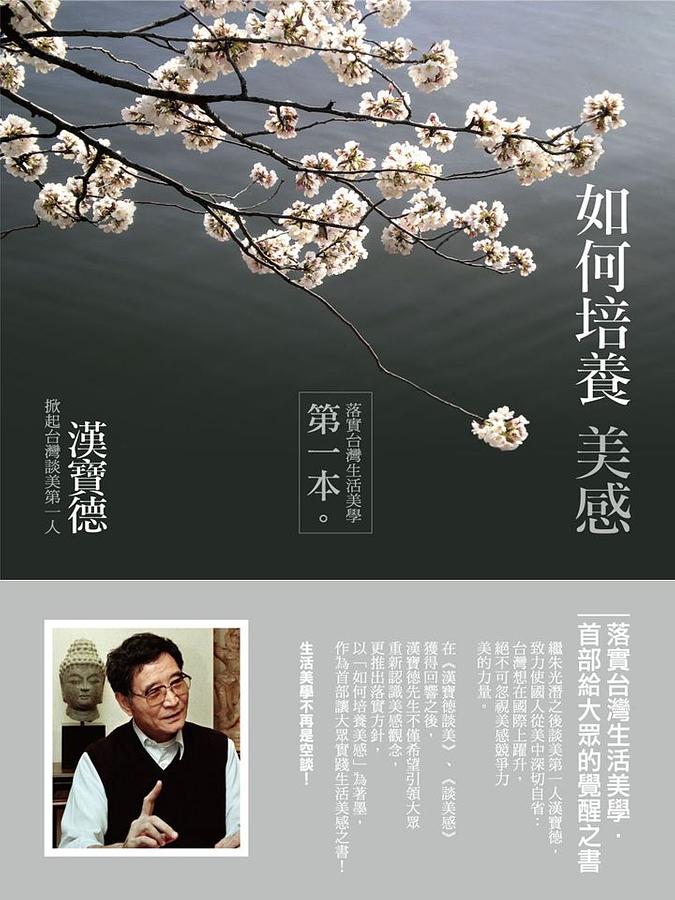 如何培養 美感
落實台灣生活美學
第一本。
漢寶德
掀起台灣談美第一人
落實台灣生活美學．
首部給大眾的覺醒之書
繼朱光潛之後談美第一人漢寶德，
致力使國人從美中深切自省：
台灣想在國際上躍升，
絕不可忽視美感競爭力
美的力量。
在《漢寶德談美》、《談美感》
獲得回響之後，
漢寶德先生不僅希望引領大眾
重新認識美感觀念，
更推出落實方針，
以「如何培養美感」為著墨，
作為首部讓大眾實踐生活美感之書！
生活美學不再是空談！